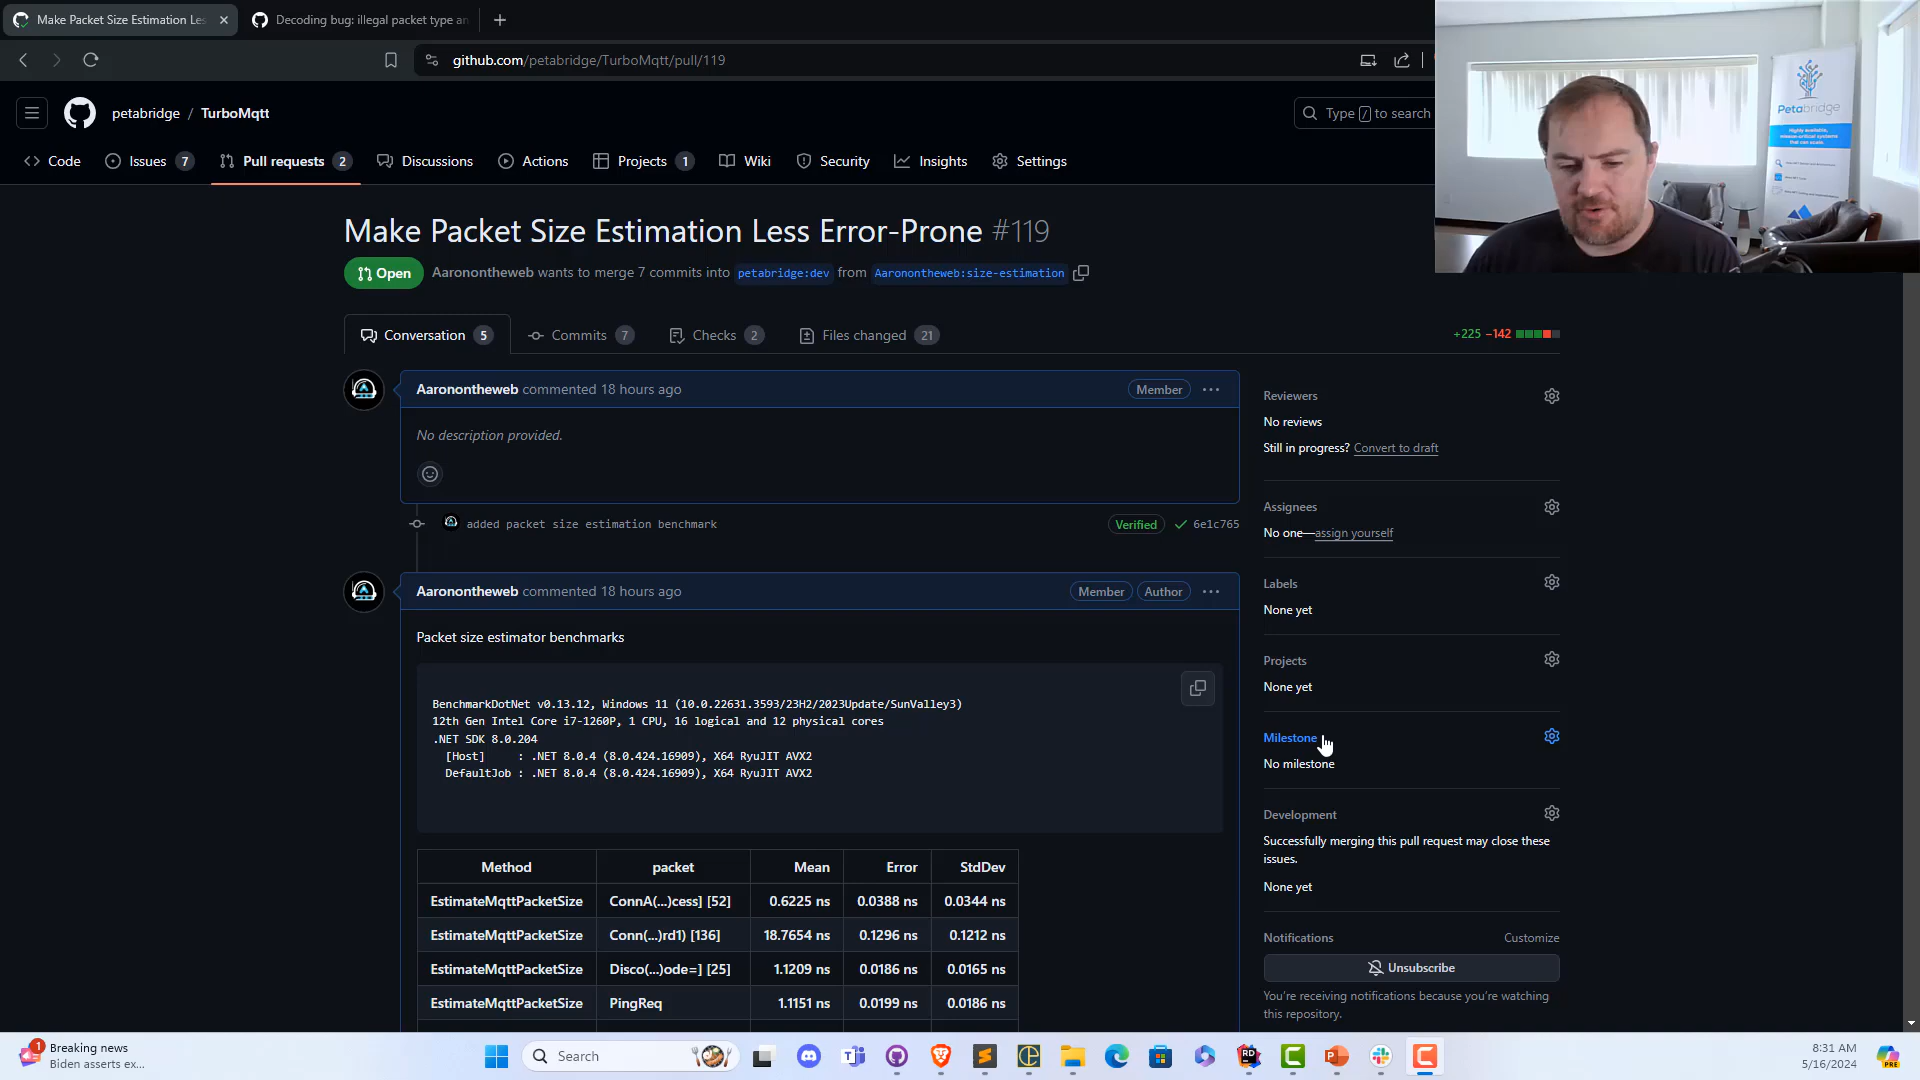 Make Packet Size Estimation Les
Decoding bug: illegal packet type an
github.com/petabridge/TurboMqtt/pull/119
petabridge / TurboMqtt
Type / to search
Code
Issues 7
Pull requests 2
Discussions
Actions
Projects 1
Wiki
Security
Insights
Settings
Petabridge
Highly available,
mission-critical systems
that can scale.
Make Packet Size Estimation Less Error-Prone #119
Open
Aaronontheweb wants to merge 7 commits into petabridge:dev from Aaronontheweb:size-estimation
Conversation 5
Commits 7
Checks 2
Files changed 21
+225 −142
Aaronontheweb commented 18 hours ago
Member
No description provided.
added packet size estimation benchmark
Verified
6e1c765
Aaronontheweb commented 18 hours ago
Member
Author
Packet size estimator benchmarks
BenchmarkDotNet v0.13.12, Windows 11 (10.0.22631.3593/23H2/2023Update/SunValley3)
12th Gen Intel Core i7-1260P, 1 CPU, 16 logical and 12 physical cores
.NET SDK 8.0.204
[Host] : .NET 8.0.4 (8.0.424.16909), X64 RyuJIT AVX2
DefaultJob : .NET 8.0.4 (8.0.424.16909), X64 RyuJIT AVX2
Method packet Mean Error StdDev
EstimateMqttPacketSize ConnA(...)cess] [52] 0.6225 ns 0.0388 ns 0.0344 ns
EstimateMqttPacketSize Conn(...)rd1) [136] 18.7654 ns 0.1296 ns 0.1212 ns
EstimateMqttPacketSize Disco(...)ode=] [25] 1.1209 ns 0.0186 ns 0.0165 ns
EstimateMqttPacketSize PingReq 1.1151 ns 0.0199 ns 0.0186 ns
Reviewers
No reviews
Still in progress? Convert to draft
Assignees
No one—assign yourself
Labels
None yet
Projects
None yet
Milestone
No milestone
Development
Successfully merging this pull request may close these
issues.
None yet
Notifications
Customize
Unsubscribe
You're receiving notifications because you're watching
this repository.
1
Breaking news
Biden asserts ex...
Search
RD
8:31 AM
5/16/2024
PRE